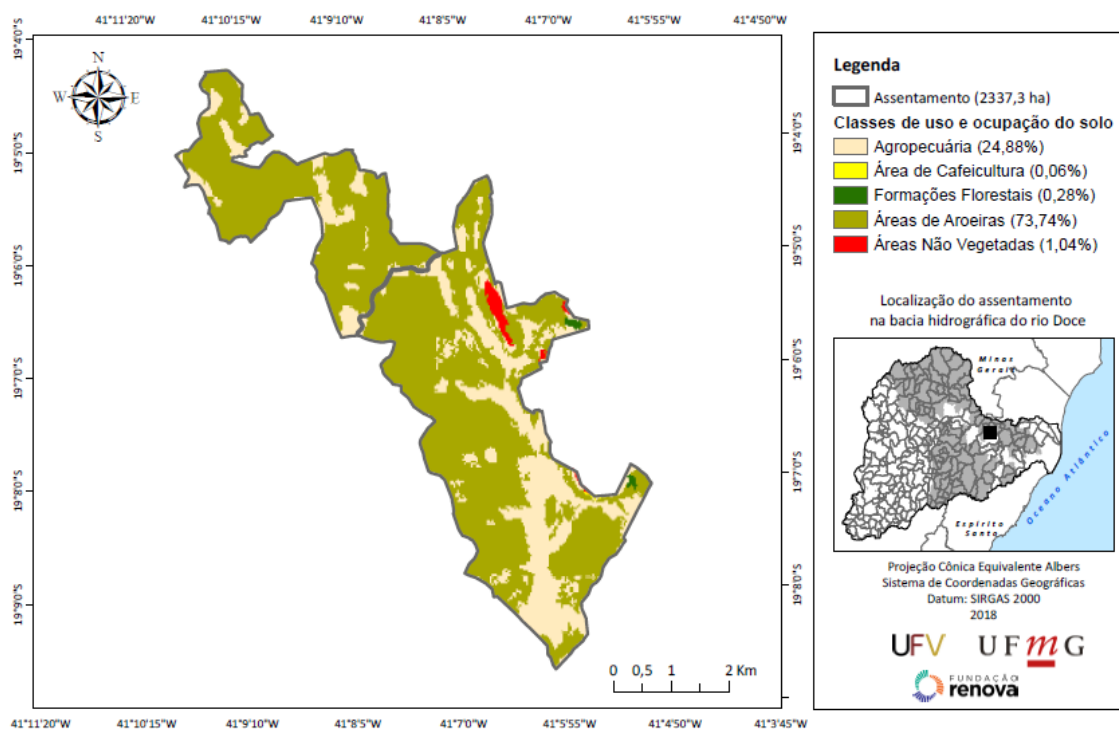 41°11'20"W 41°10'15"W 41°9'10"W 41°8'5"W 41°7'0"W 41°5'55"W 41°4'50"W
19°4'0"S
19°5'0"S
19°6'0"S
19°7'0"S
19°8'0"S
19°9'0"S
N
W E
S
19°4'0"S
19°5'0"S
19°6'0"S
19°7'0"S
19°8'0"S
0 0,5 1 2 Km
41°11'20"W 41°10'15"W 41°9'10"W 41°8'5"W 41°7'0"W 41°5'55"W 41°4'50"W 41°3'45"W
Legenda
Assentamento (2337,3 ha)
Classes de uso e ocupação do solo
Agropecuária (24,88%)
Área de Cafeicultura (0,06%)
Formações Florestais (0,28%)
Áreas de Aroeiras (73,74%)
Áreas Não Vegetadas (1,04%)
Localização do assentamento
na bacia hidrográfica do rio Doce
Minas
Gerais
Oceano Atlântico
Espírito
Santo
Projeção Cônica Equivalente Albers
Sistema de Coordenadas Geográficas
Datum: SIRGAS 2000
2018
UFV UFmG
FUNDAÇÃO
renova